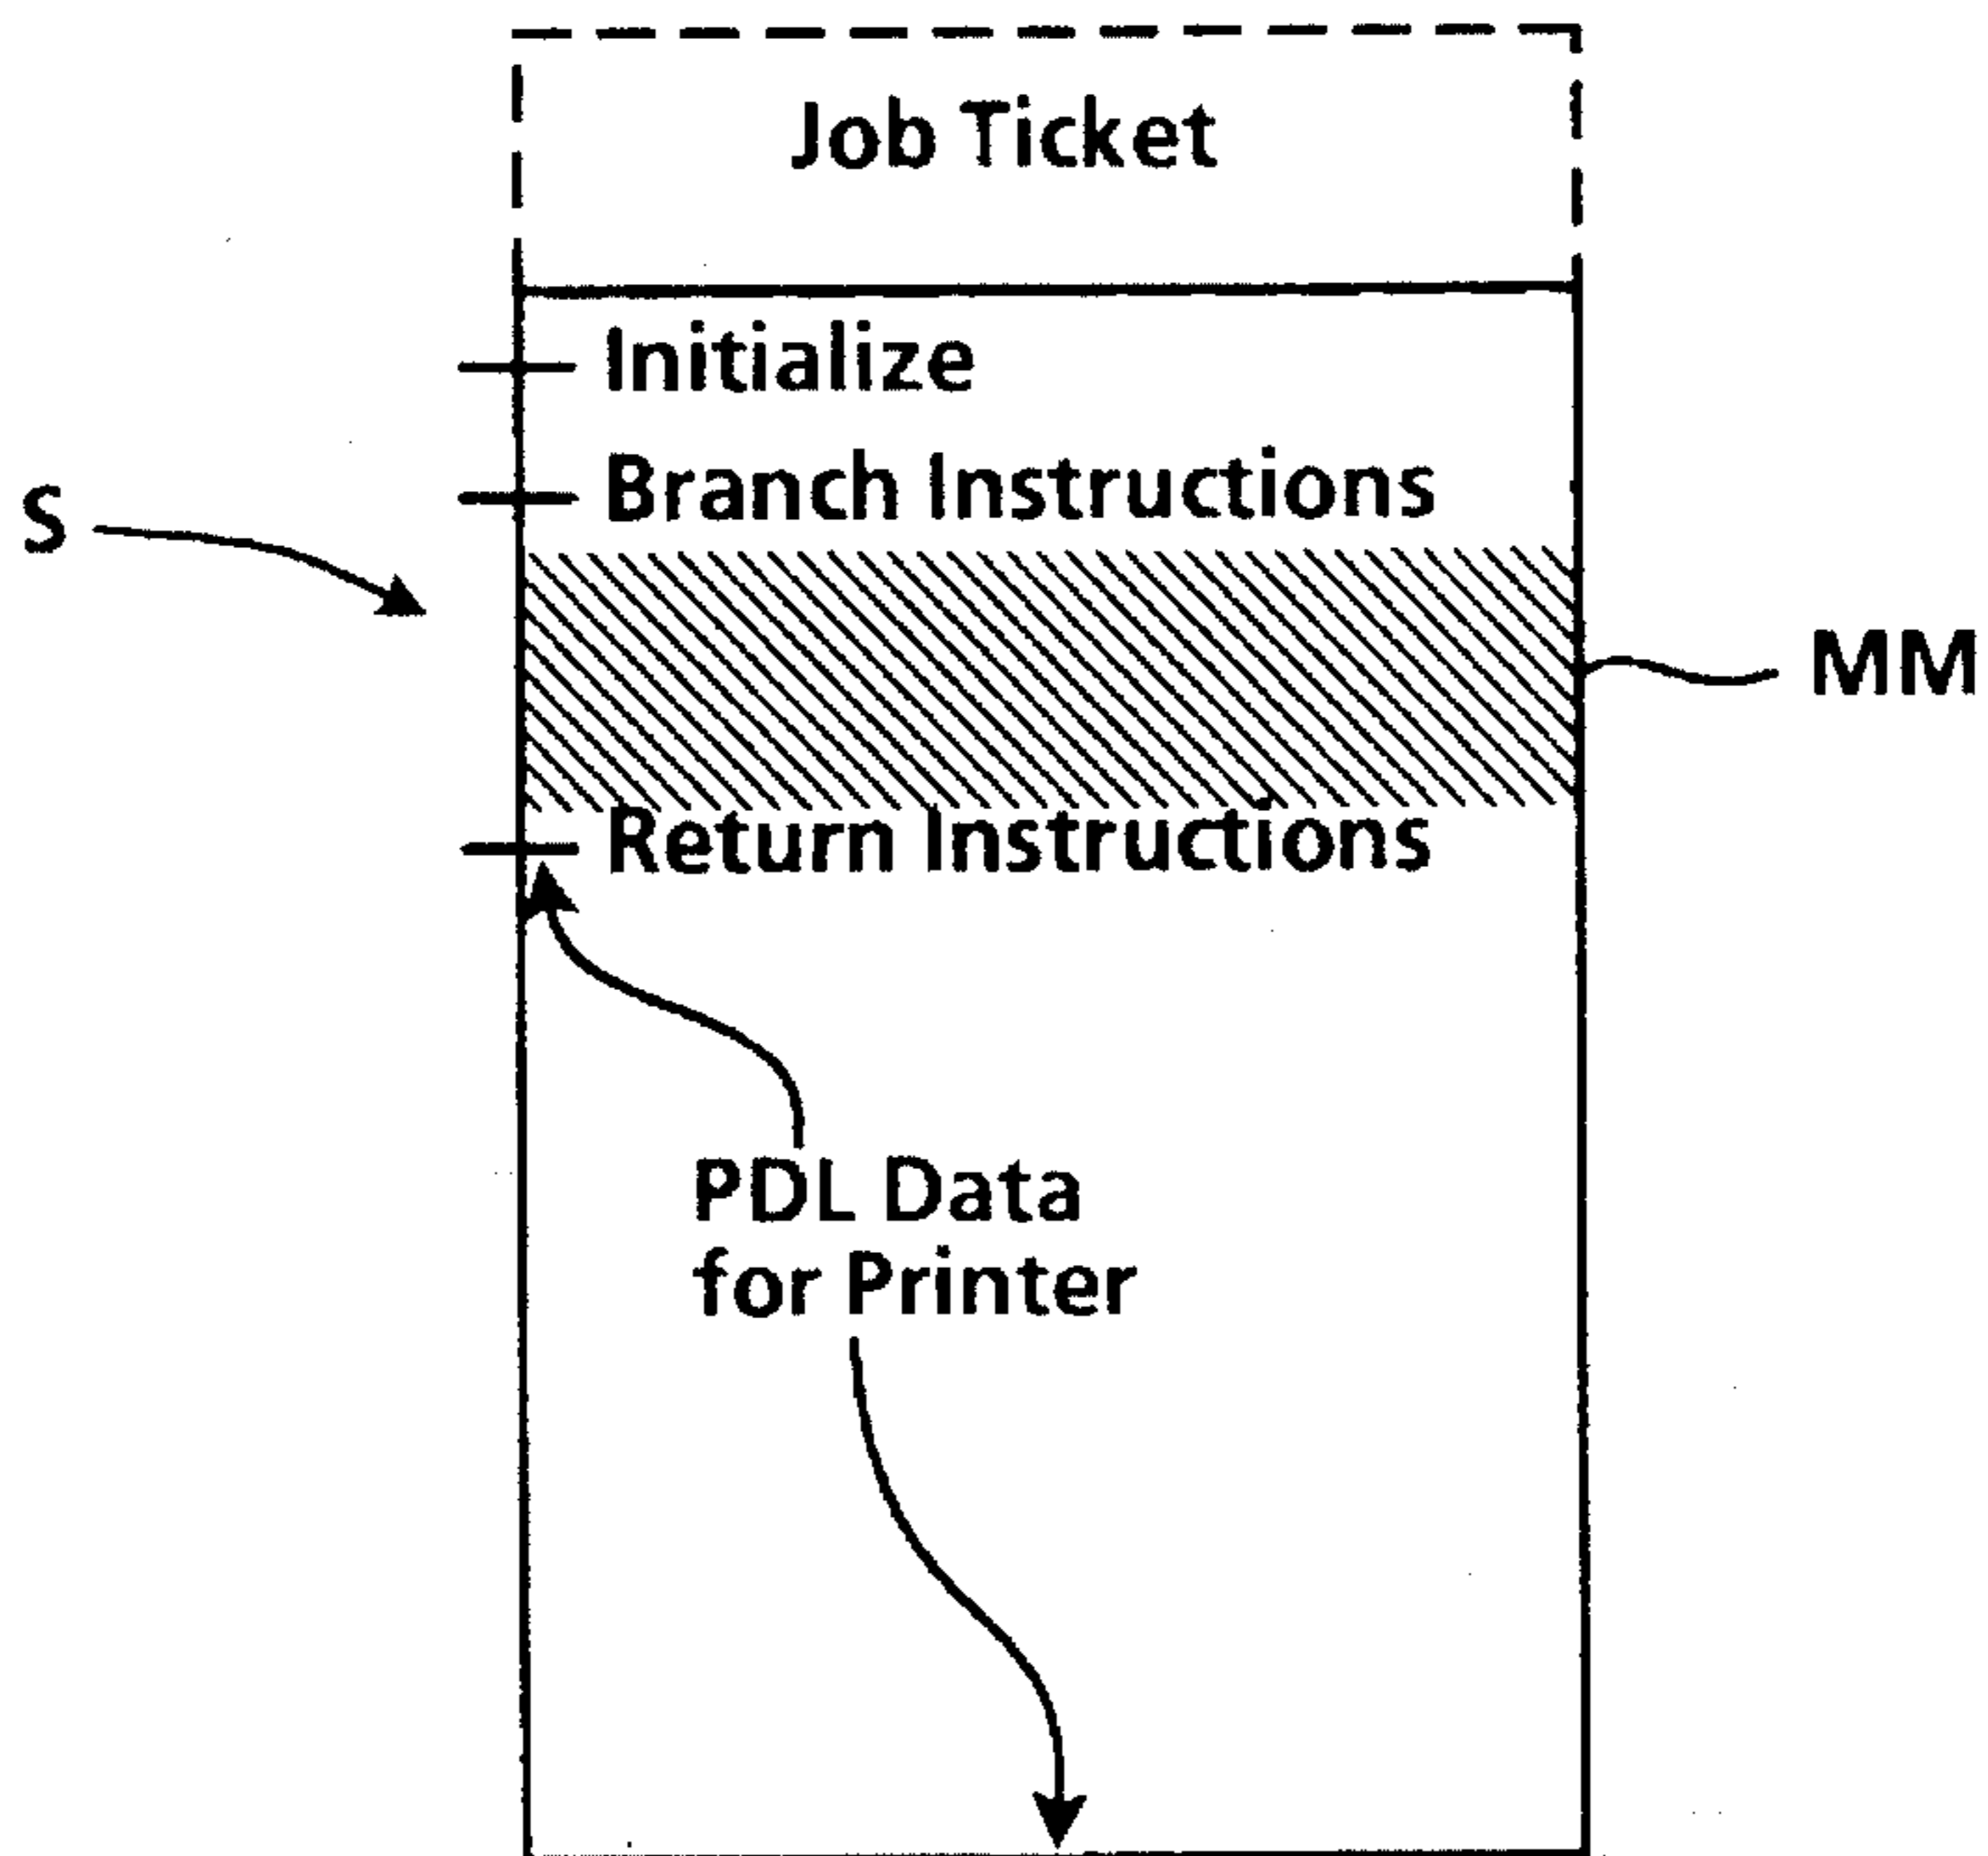 Job Ticket
Initialize
Branch Instructions
S
MM
Return Instructions
PDL Data
for Printer